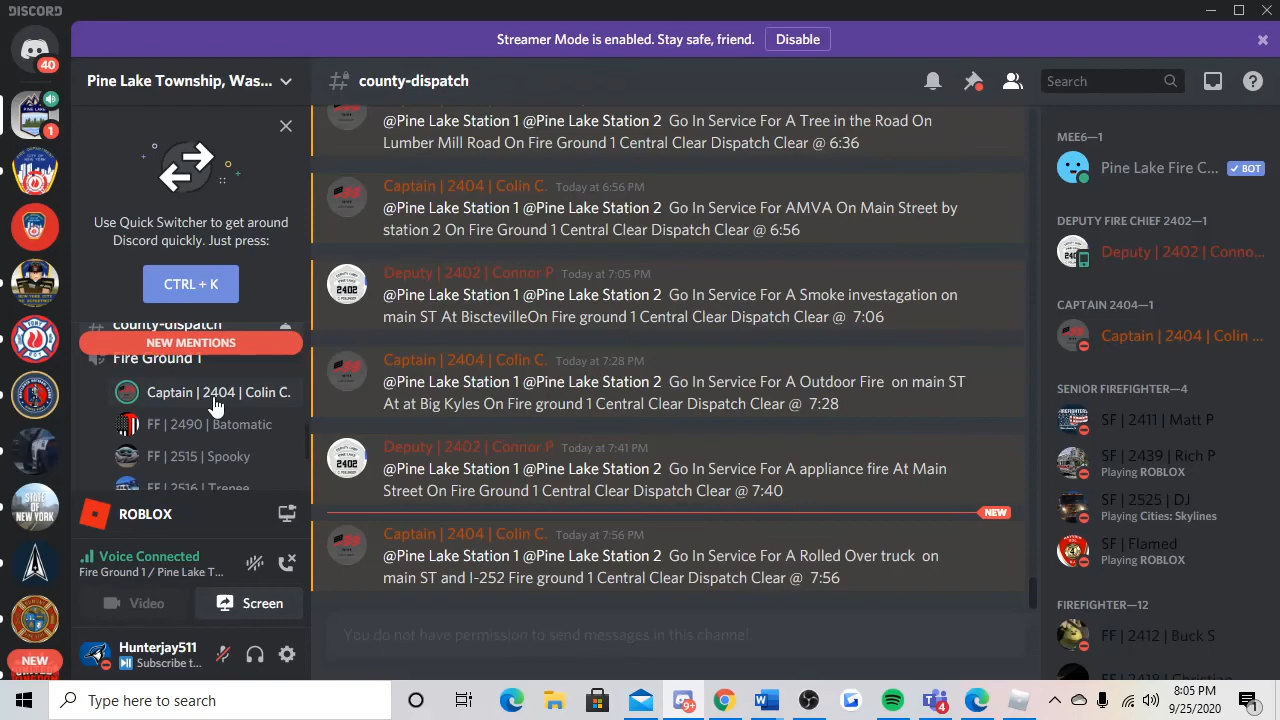 DISCORD
Streamer Mode is enabled. Stay safe, friend. Disable
40
1
NEW
Pine Lake Township, Was...
Use Quick Switcher to get around
Discord quickly. Just press:
CTRL + K
county-dispatch
NEW MENTIONS
Fire Ground 1
Captain | 2404 | Colin C.
FF | 2490 | Batomatic
FF | 2515 | Spooky
FF | 2516 | Trenee
ROBLOX
Voice Connected
Fire Ground 1 / Pine Lake T...
Video Screen
Hunterjay511
Subscribe t...
county-dispatch
Search
@Pine Lake Station 1 @Pine Lake Station 2 Go In Service For A Tree in the Road On
Lumber Mill Road On Fire Ground 1 Central Clear Dispatch Clear @ 6:36
Captain | 2404 | Colin C. Today at 6:56 PM
@Pine Lake Station 1 @Pine Lake Station 2 Go In Service For AMVA On Main Street by
station 2 On Fire Ground 1 Central Clear Dispatch Clear @ 6:56
Deputy | 2402 | Connor P Today at 7:05 PM
@Pine Lake Station 1 @Pine Lake Station 2 Go In Service For A Smoke investagation on
main ST At BisctevilleOn Fire ground 1 Central Clear Dispatch Clear @ 7:06
Captain | 2404 | Colin C. Today at 7:28 PM
@Pine Lake Station 1 @Pine Lake Station 2 Go In Service For A Outdoor Fire on main ST
At at Big Kyles On Fire ground 1 Central Clear Dispatch Clear @ 7:28
Deputy | 2402 | Connor P Today at 7:41 PM
@Pine Lake Station 1 @Pine Lake Station 2 Go In Service For A appliance fire At Main
Street On Fire Ground 1 Central Clear Dispatch Clear @ 7:40
NEW
Captain | 2404 | Colin C. Today at 7:56 PM
@Pine Lake Station 1 @Pine Lake Station 2 Go In Service For A Rolled Over truck on
main ST and I-252 Fire ground 1 Central Clear Dispatch Clear @ 7:56
You do not have permission to send messages in this channel.
MEE6—1
Pine Lake Fire C... BOT
DEPUTY FIRE CHIEF 2402—1
Deputy | 2402 | Conno...
CAPTAIN 2404—1
Captain | 2404 | Colin ...
SENIOR FIREFIGHTER—4
SF | 2411 | Matt P
SF | 2439 | Rich P
Playing ROBLOX
SF | 2525 | DJ
Playing Cities: Skylines
SF | Flamed
Playing ROBLOX
FIREFIGHTER—12
FF | 2412 | Buck S
FF | 2418 | Christian
Type here to search
9+
4
8:05 PM
9/25/2020
1